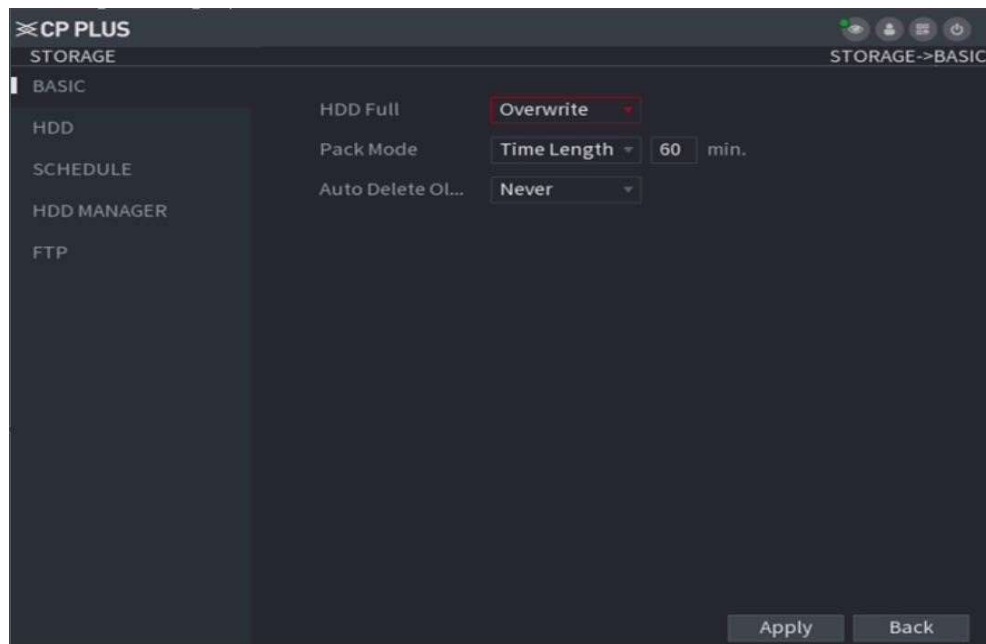 CP PLUS
STORAGE STORAGE->BASIC
BASIC
HDD
SCHEDULE
HDD MANAGER
FTP
HDD Full Overwrite
Pack Mode Time Length 60 min.
Auto Delete Ol... Never
Apply Back